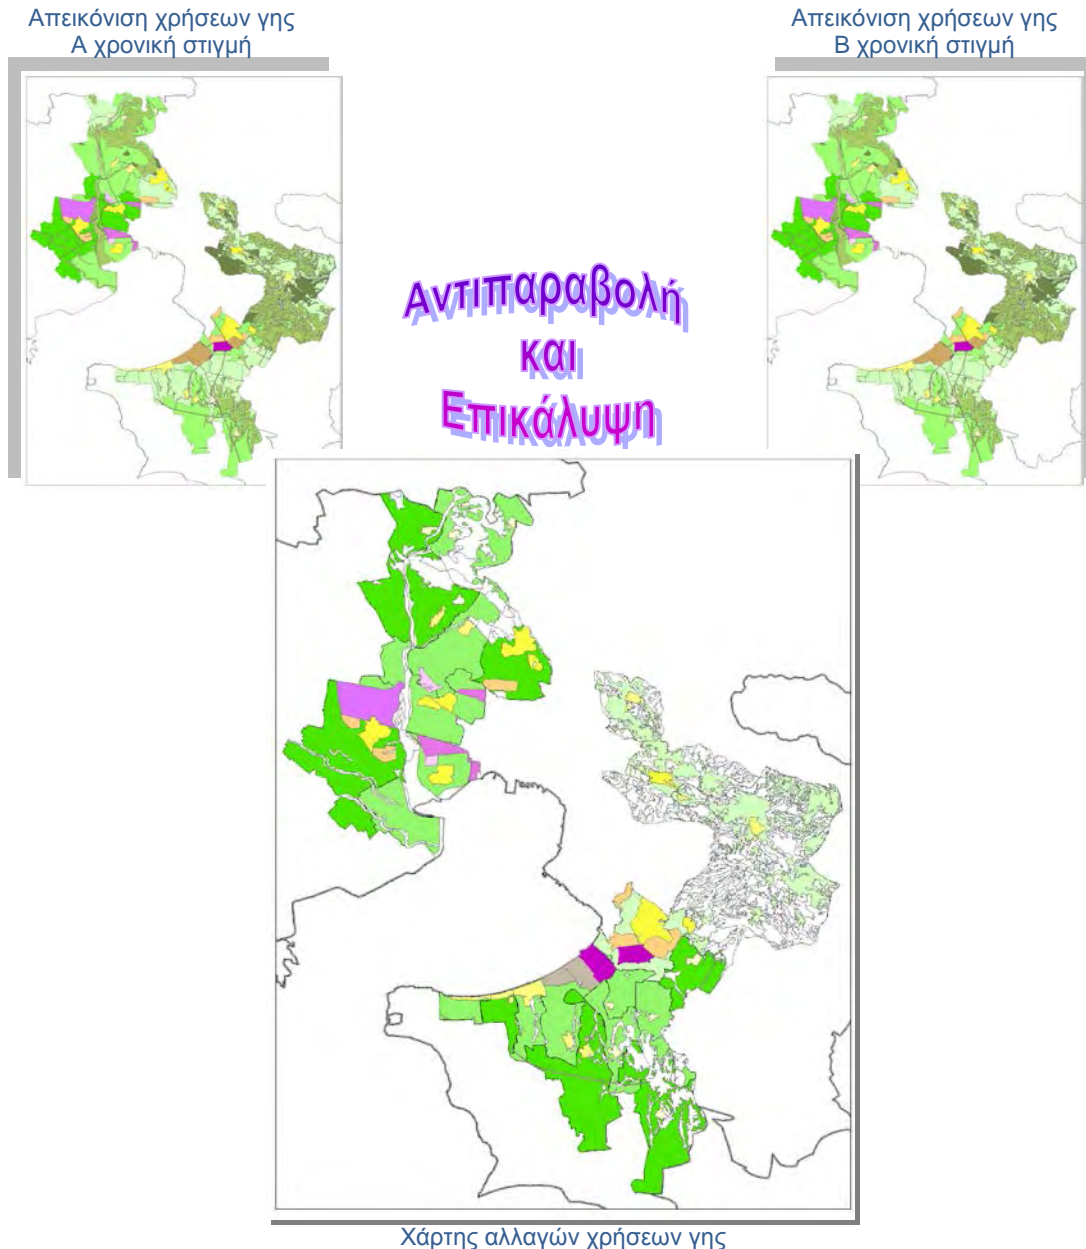 Απεικόνιση χρήσεων γης
Α χρονική στιγμή
Απεικόνιση χρήσεων γης
Β χρονική στιγμή
Αντιπαραβολή
και
Επικάλυψη
Χάρτης αλλαγών χρήσεων γης